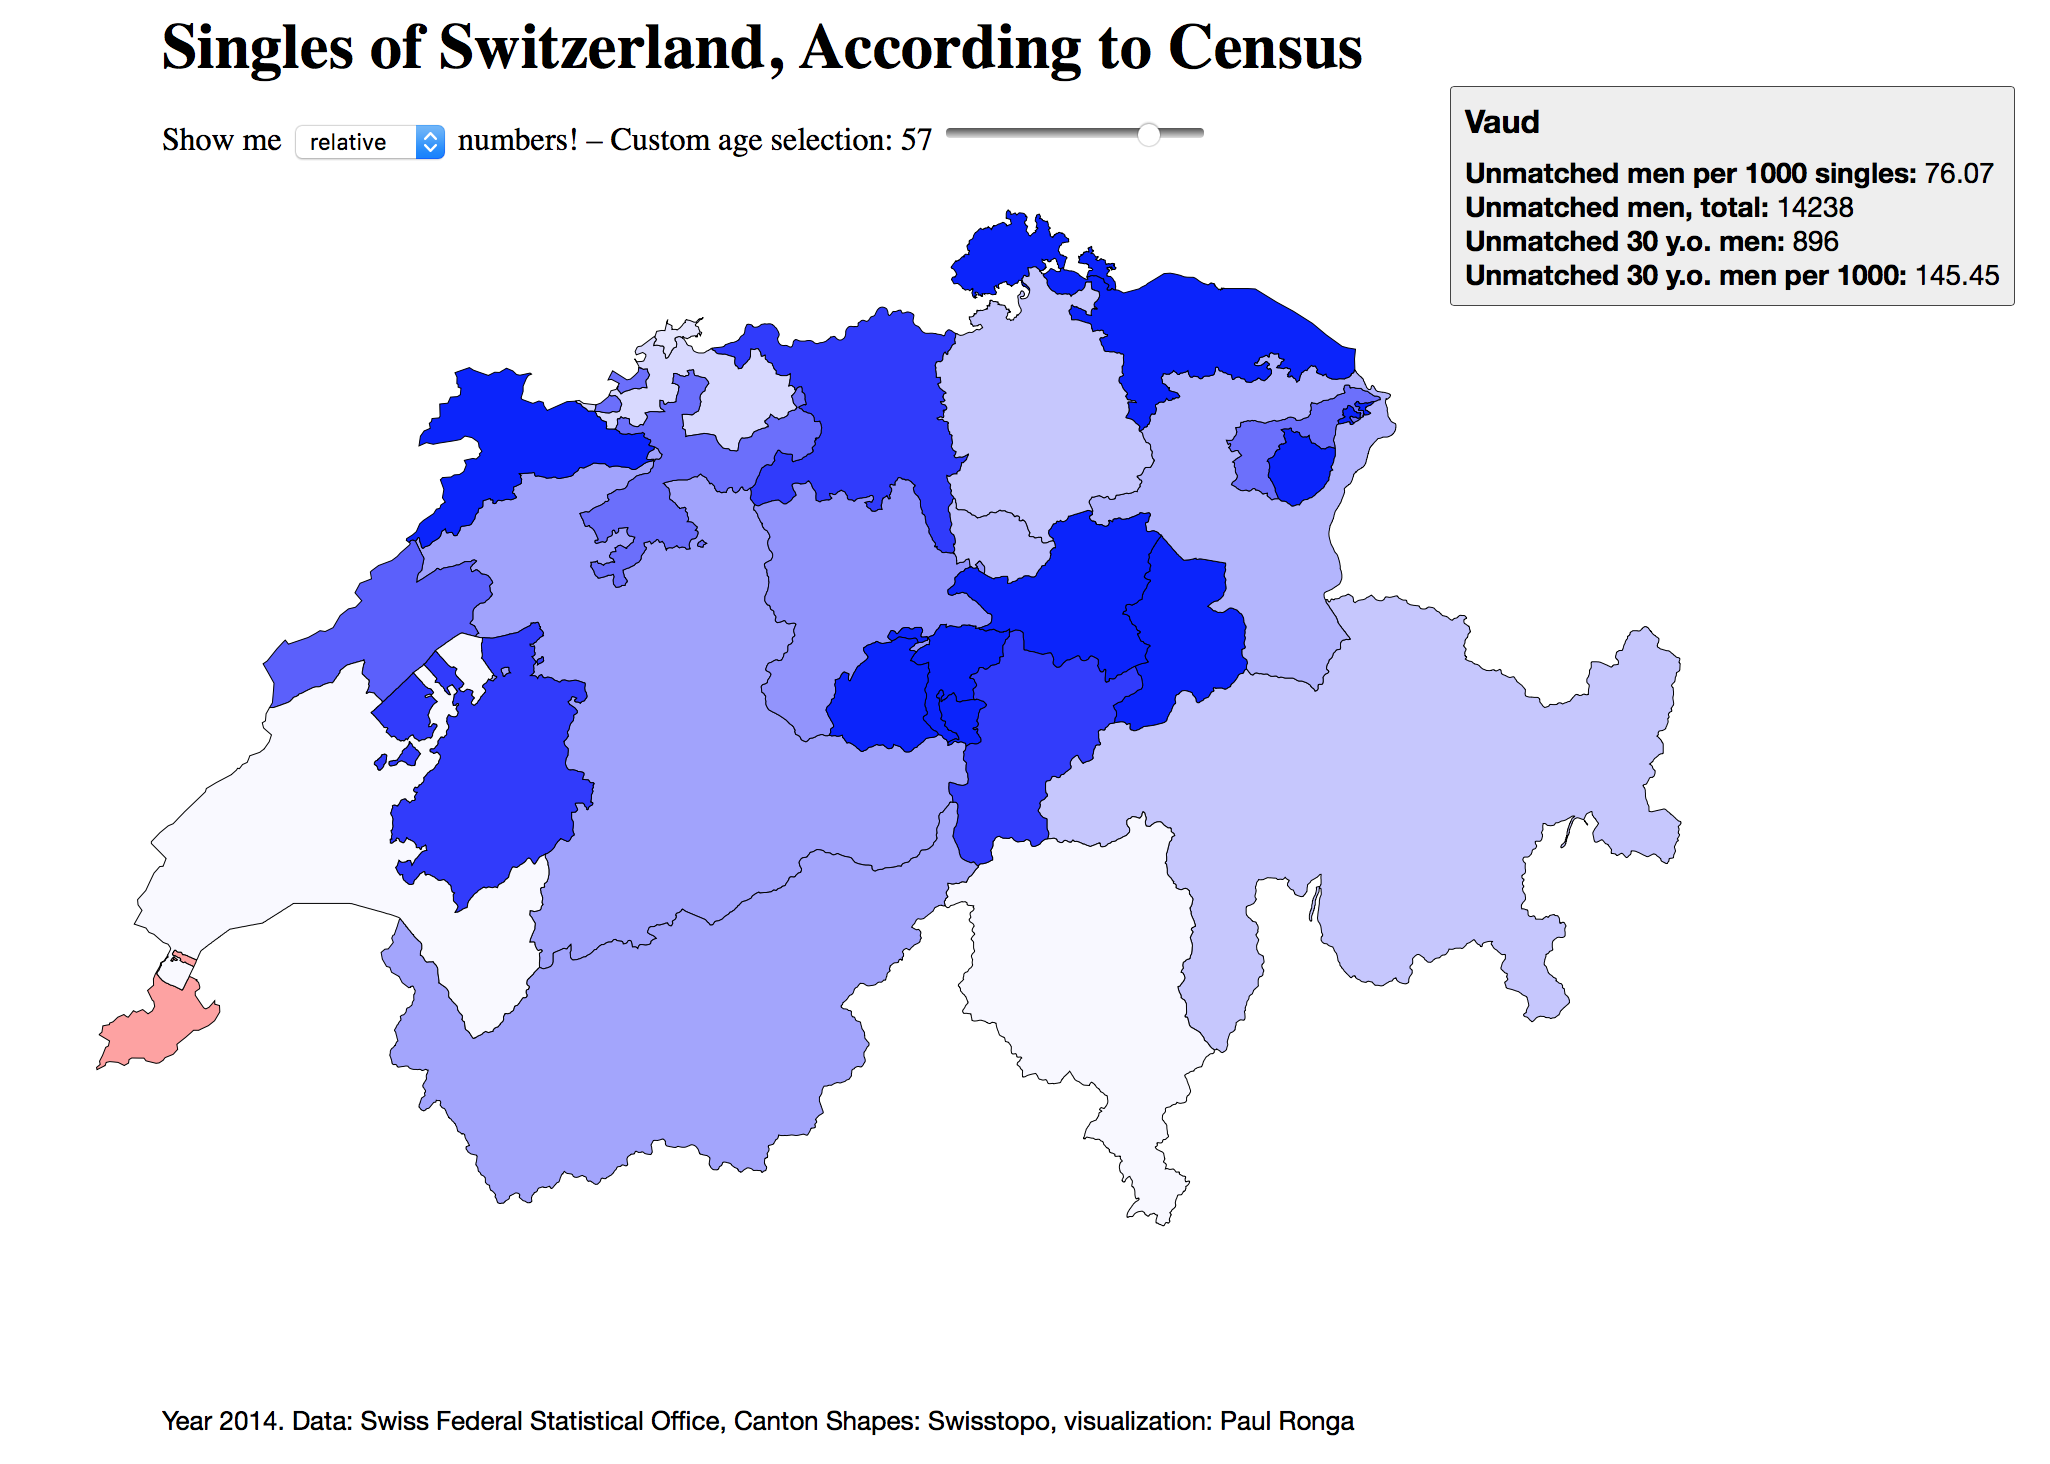 Singles of Switzerland, According to Census
Show me relative numbers! – Custom age selection: 57
Vaud
Unmatched men per 1000 singles: 76.07
Unmatched men, total: 14238
Unmatched 30 y.o. men: 896
Unmatched 30 y.o. men per 1000: 145.45
Year 2014. Data: Swiss Federal Statistical Office, Canton Shapes: Swisstopo, visualization: Paul Ronga